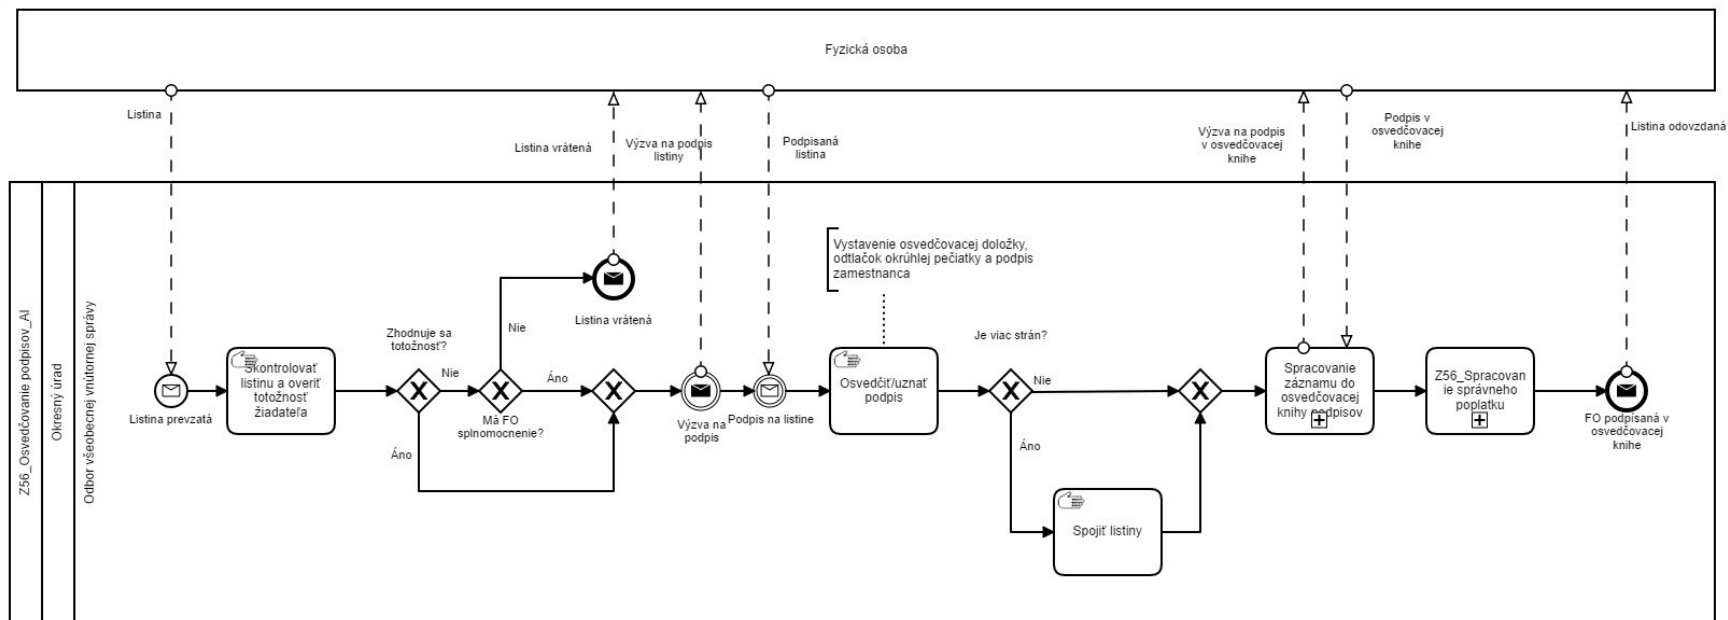 Fyzická osoba
Listina
Listina vrátená
Výzva na podpis
listiny
Podpisaná
listina
Výzva na podpis
v osvedčovacej
knihe
Podpis v
osvedčovacej
knihe
Listina odovzdaná
Z56_Osvedčovanie podpisov_AI
Okresný úrad
Odbor všeobecnej vnútornej správy
Listina prevzatá
Skontrolovať
listinu a overiť
totožnosť
žiadateľa
Zhodnuje sa
totožnosť?
Nie
Áno
Má FO
splnomocnenie?
Nie
Áno
Listina vrátená
Výzva na
podpis
Podpis na listine
Vystavenie osvedčovacej doložky,
odtlačok okrúhlej pečiatky a podpis
zamestnanca
Osvedčiť/uznať
podpis
Je viac strán?
Nie
Áno
Spojiť listiny
Spracovanie
záznamu do
osvedčovacej
knihy podpisov
Z56_Spracovan
ie správneho
poplatku
FO podpísaná v
osvedčovacej
knihe